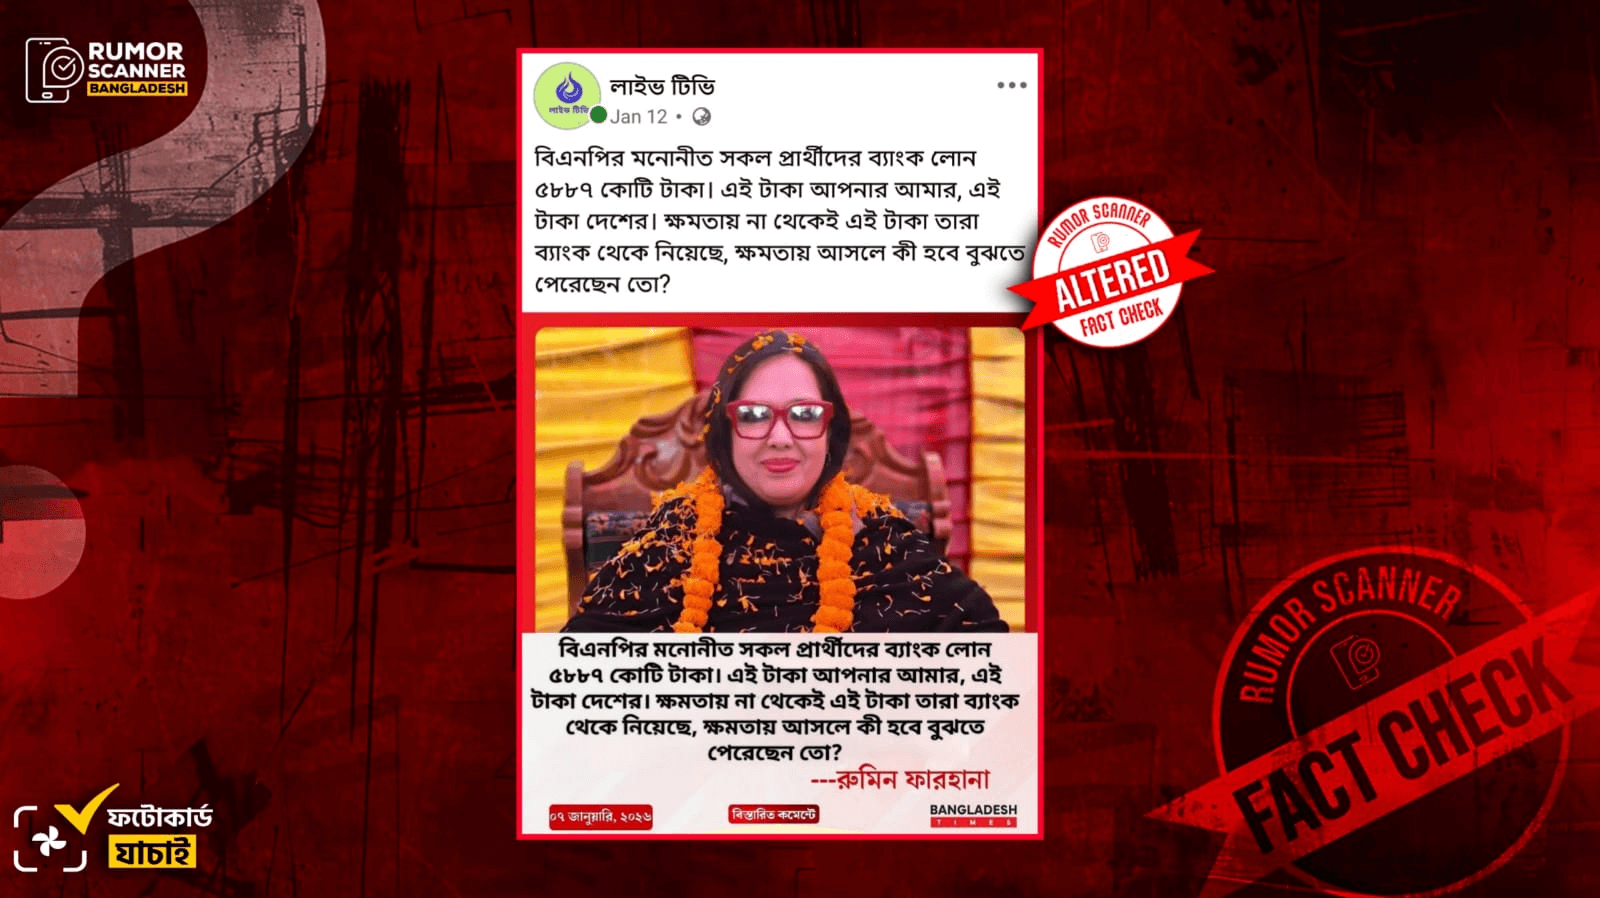 RUMOR
SCANNER
BANGLADESH
লাইভ টিভি
লাইভ টিভি
Jan 12 •
বিএনপির মনোনীত সকল প্রার্থীদের ব্যাংক লোন
৫৮৮৭ কোটি টাকা। এই টাকা আপনার আমার, এই
টাকা দেশের। ক্ষমতায় না থেকেই এই টাকা তারা
ব্যাংক থেকে নিয়েছে, ক্ষমতায় আসলে কী হবে বুঝতে
পেরেছেন তো?
RUMOR SCANNER
ALTERED
FACT CHECK
বিএনপির মনোনীত সকল প্রার্থীদের ব্যাংক লোন
৫৮৮৭ কোটি টাকা। এই টাকা আপনার আমার, এই
টাকা দেশের। ক্ষমতায় না থেকেই এই টাকা তারা ব্যাংক
থেকে নিয়েছে, ক্ষমতায় আসলে কী হবে বুঝতে
পেরেছেন তো?
---রুমিন ফারহানা
০৭ জানুয়ারি, ২০২৬
বিস্তারিত কমেন্টে
BANGLADESH
TIMES
RUMOR SCANNER
FACT CHECK
ফটোকার্ড
যাচাই